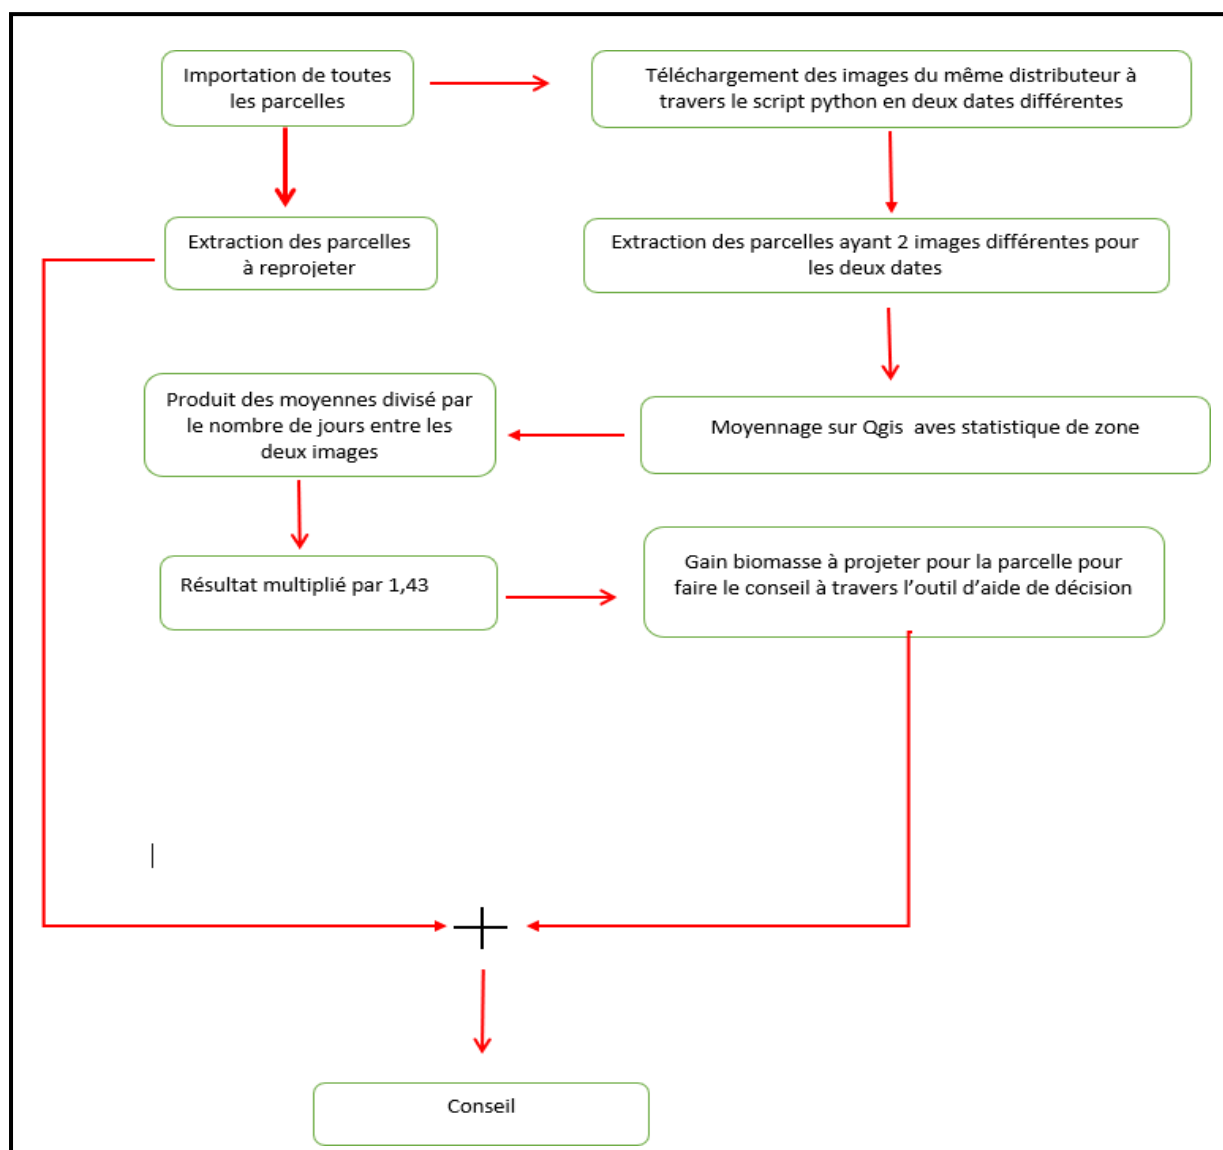 Importation de toutes
les parcelles
Téléchargement des images du même distributeur à
travers le script python en deux dates différentes
Extraction des parcelles
à reprojeter
Extraction des parcelles ayant 2 images différentes pour
les deux dates
Produit des moyennes divisé par
le nombre de jours entre les
deux images
Moyennage sur Qgis aves statistique de zone
Résultat multiplié par 1,43
Gain biomasse à projeter pour la parcelle pour
faire le conseil à travers l’outil d’aide de décision
Conseil